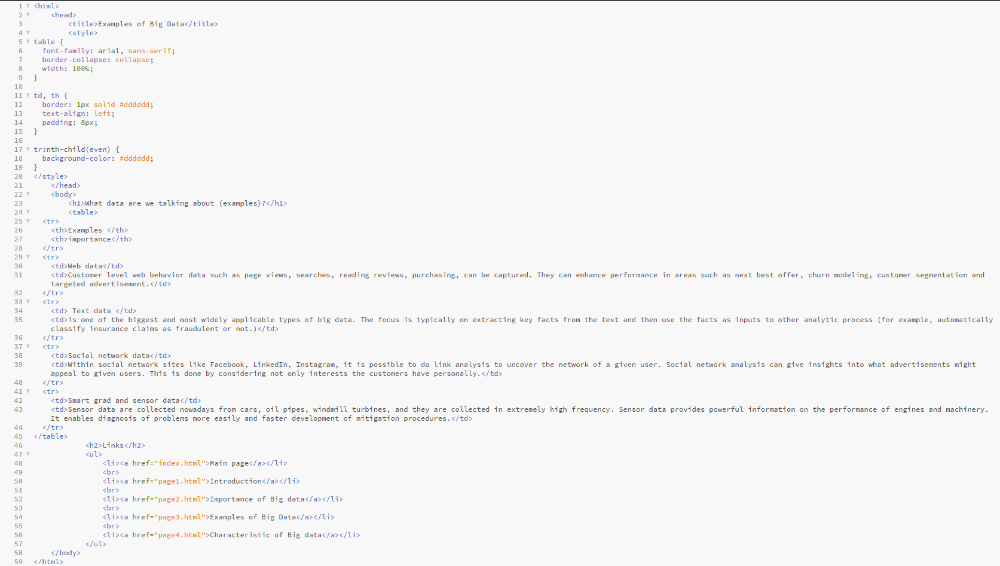 1 <html>
2 <head>
3 <title>Examples of Big Data</title>
4 <style>
5 table {
6 font-family: arial, sans-serif;
7 border-collapse: collapse;
8 width: 100%;
9 }
10
11 td, th {
12 border: 1px solid #dddddd;
13 text-align: left;
14 padding: 8px;
15 }
16
17 tr:nth-child(even) {
18 background-color: #dddddd;
19 }
20 </style>
21 </head>
22 <body>
23 <h1>What data are we talking about (examples)?</h1>
24 <table>
25 <tr>
26 <th>Examples </th>
27 <th>importance</th>
28 </tr>
29 <tr>
30 <td>Web data</td>
31 <td>Customer level web behavior data such as page views, searches, reading reviews, purchasing, can be captured. They can enhance performance in areas such as next best offer, churn modeling, customer segmentation and
targeted advertisement.</td>
32 </tr>
33 <tr>
34 <td> Text data </td>
35 <td>is one of the biggest and most widely applicable types of big data. The focus is typically on extracting key facts from the text and then use the facts as inputs to other analytic process (for example, automatically
classify insurance claims as fraudulent or not.)</td>
36 </tr>
37 <tr>
38 <td>Social network data</td>
39 <td>Within social network sites like Facebook, LinkedIn, Instagram, it is possible to do link analysis to uncover the network of a given user. Social network analysis can give insights into what advertisements might
appeal to given users. This is done by considering not only interests the customers have personally.</td>
40 </tr>
41 <tr>
42 <td>Smart grad and sensor data</td>
43 <td>Sensor data are collected nowadays from cars, oil pipes, windmill turbines, and they are collected in extremely high frequency. Sensor data provides powerful information on the performance of engines and machinery.
It enables diagnosis of problems more easily and faster development of mitigation procedures.</td>
44 </tr>
45 </table>
46 <h2>Links</h2>
47 <ul>
48 <li><a href="index.html">Main page</a></li>
49 <br>
50 <li><a href="page1.html">Introduction</a></li>
51 <br>
52 <li><a href="page2.html">Importance of Big data</a></li>
53 <br>
54 <li><a href="page3.html">Examples of Big Data</a></li>
55 <br>
56 <li><a href="page4.html">Characteristic of Big data</a></li>
57 </ul>
58 </body>
59 </html>